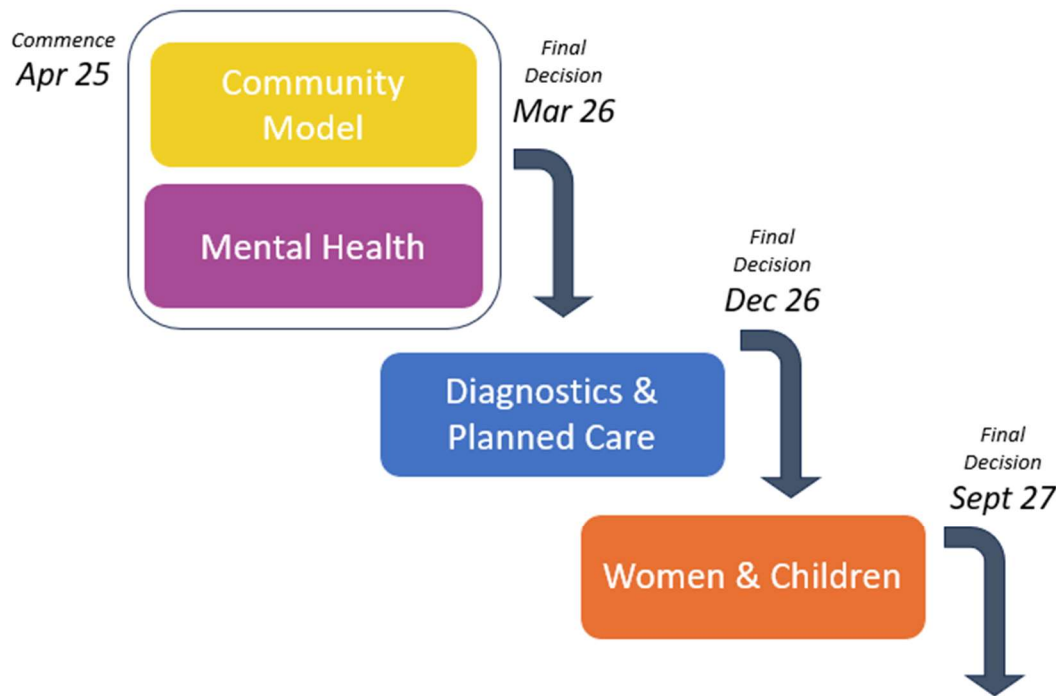 Commence
Apr 25
Community
Model
Mental Health
Final
Decision
Mar 26
Diagnostics &
Planned Care
Final
Decision
Dec 26
Women & Children
Final
Decision
Sept 27